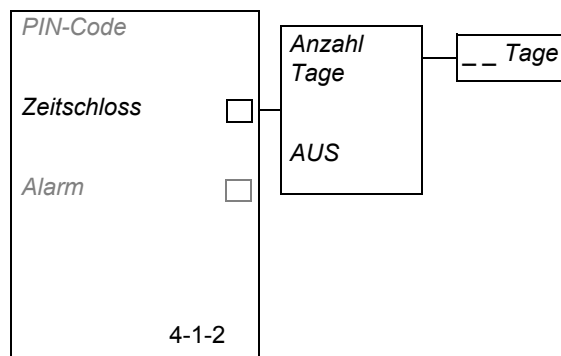 PIN-Code
Zeitschloss
Alarm
4-1-2
Anzahl
Tage
AUS
_ _ Tage